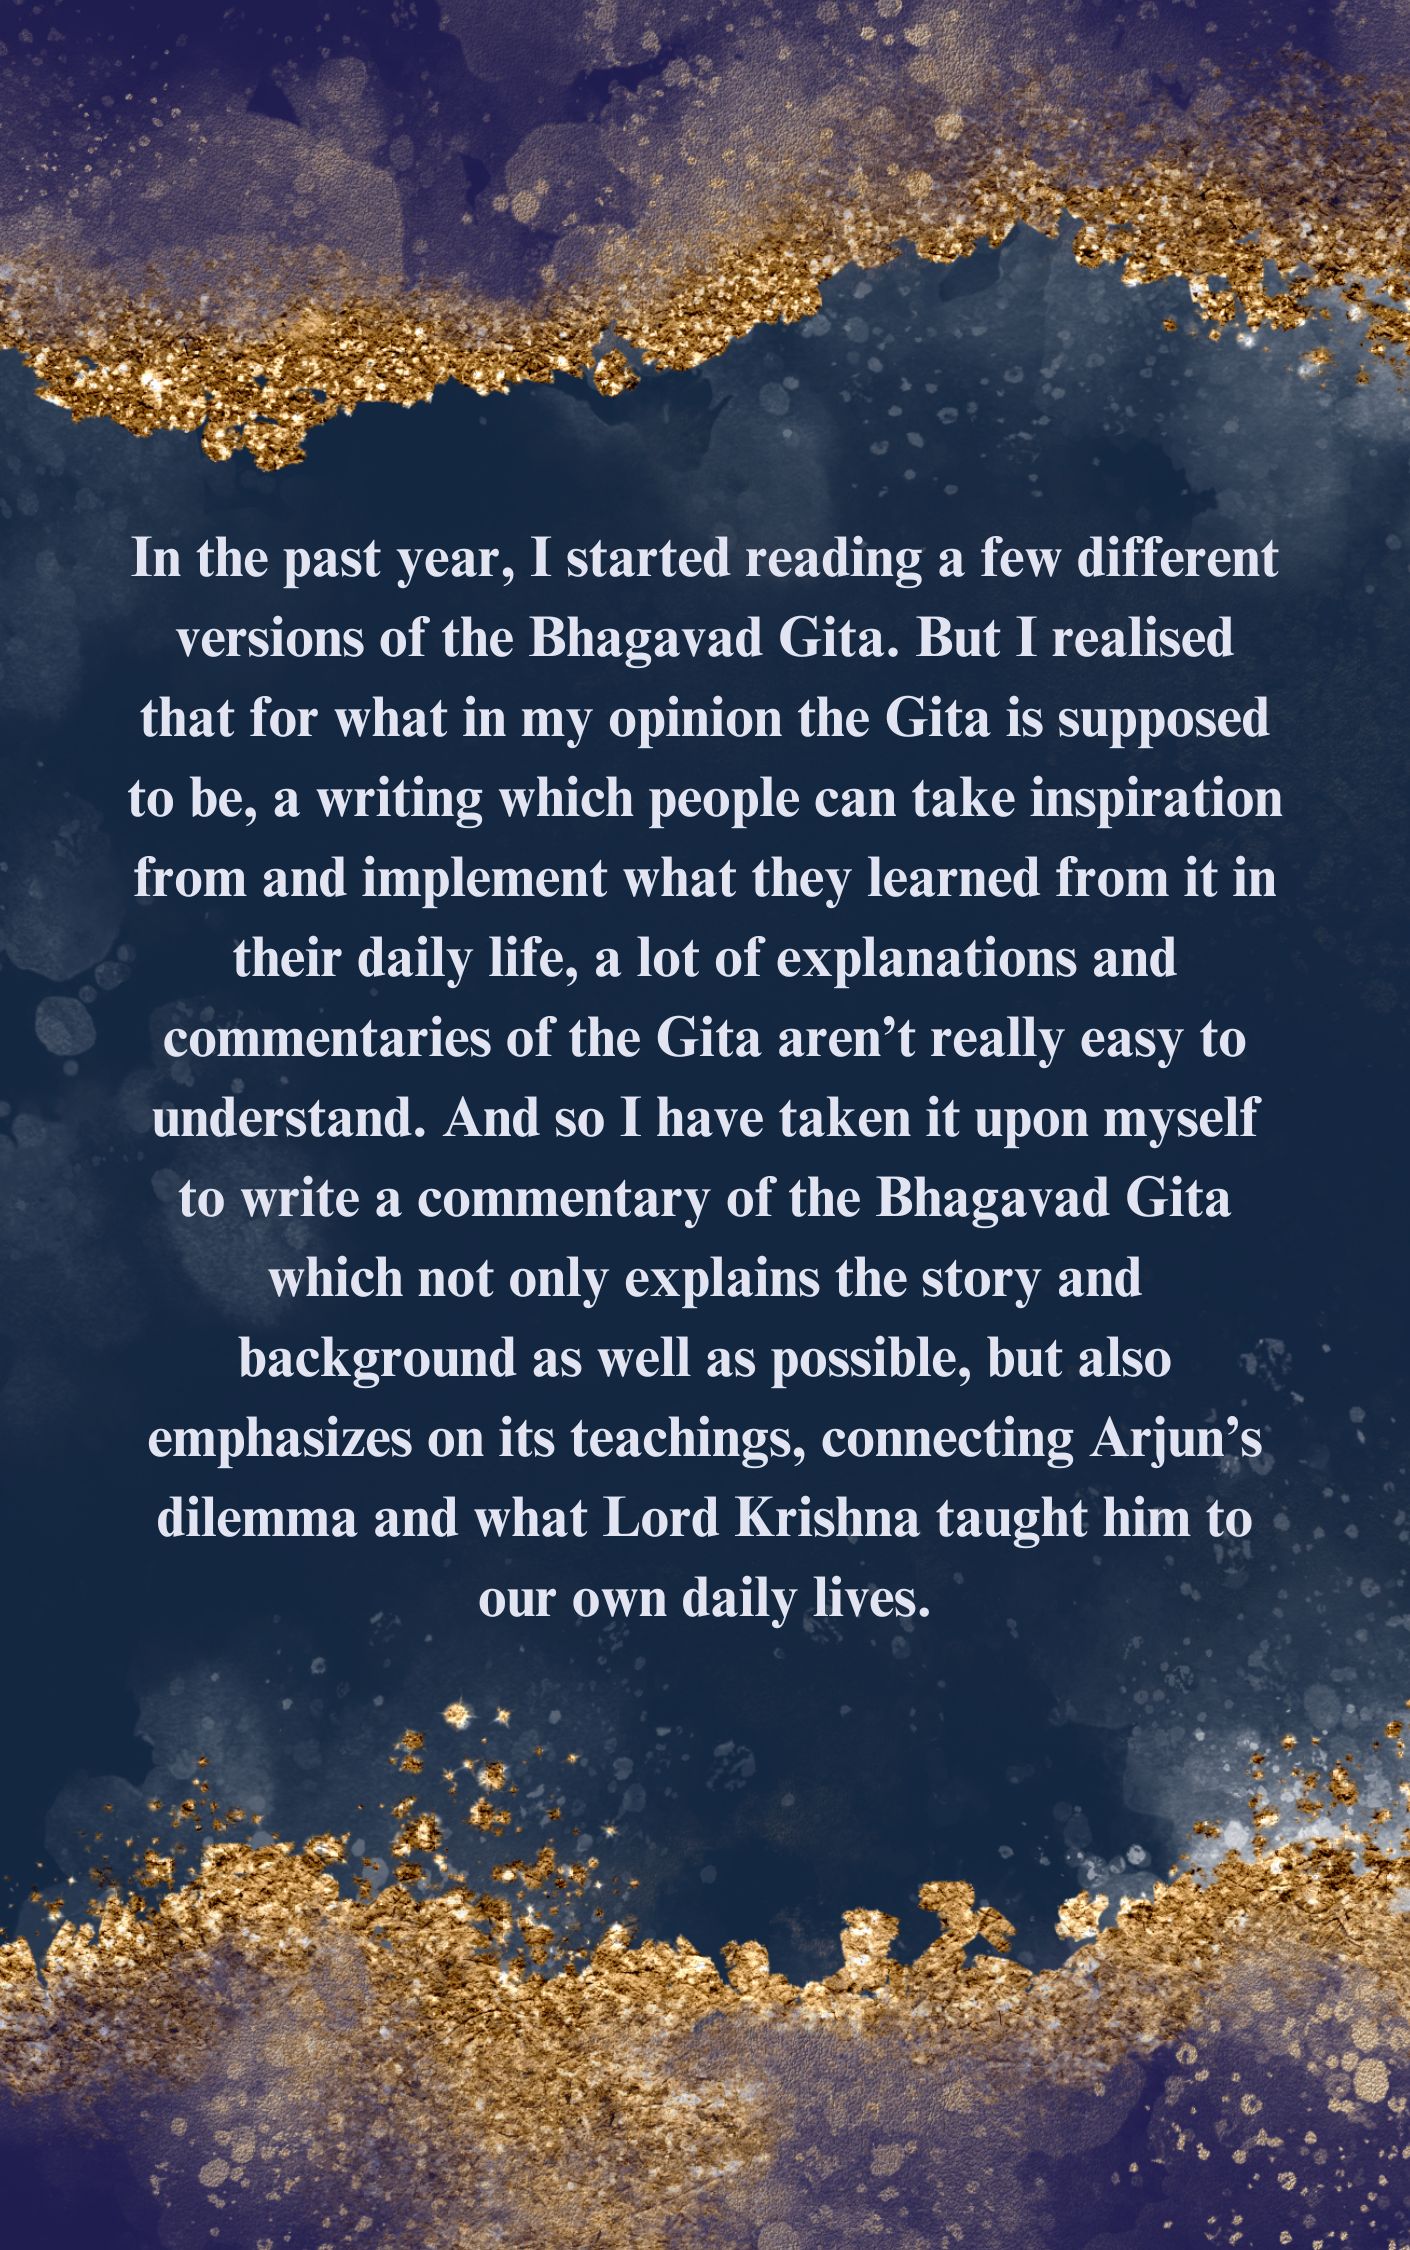 In the past year, I started reading a few different
versions of the Bhagavad Gita. But I realised
that for what in my opinion the Gita is supposed
to be, a writing which people can take inspiration
from and implement what they learned from it in
their daily life, a lot of explanations and
commentaries of the Gita aren’t really easy to
understand. And so I have taken it upon myself
to write a commentary of the Bhagavad Gita
which not only explains the story and
background as well as possible, but also
emphasizes on its teachings, connecting Arjun’s
dilemma and what Lord Krishna taught him to
our own daily lives.